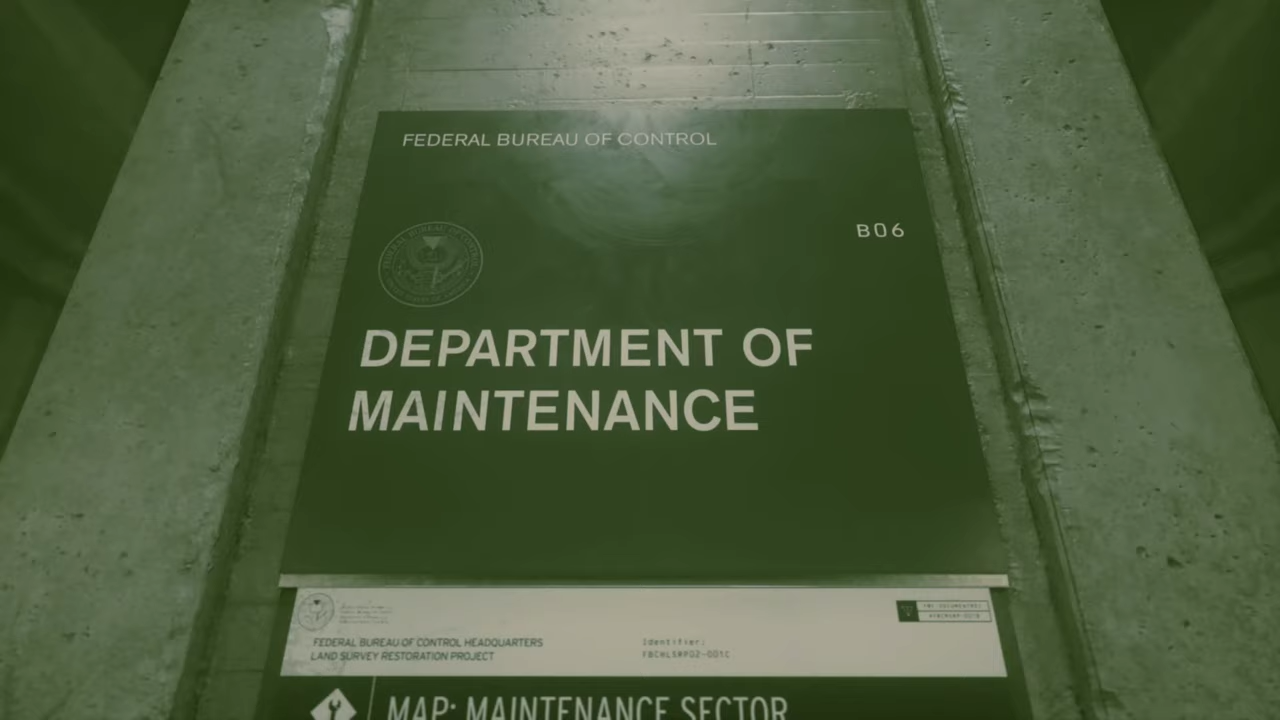 FEDERAL BUREAU OF CONTROL
B06
DEPARTMENT OF
MAINTENANCE
FEDERAL BUREAU OF CONTROL HEADQUARTERS
LAND SURVEY RESTORATION PROJECT
Identifier:
MAP: MAINTENANCE SECTOR